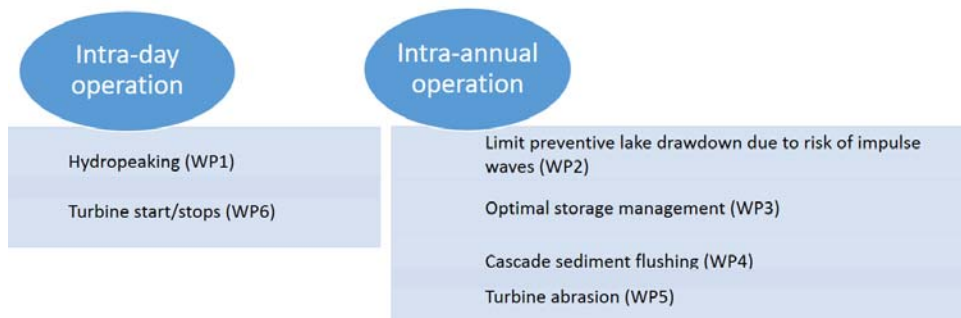 Intra-day
operation
Intra-annual
operation
Hydropeaking (WP1)
Turbine start/stops (WP6)
Limit preventive lake drawdown due to risk of impulse
waves (WP2)
Optimal storage management (WP3)
Cascade sediment flushing (WP4)
Turbine abrasion (WP5)